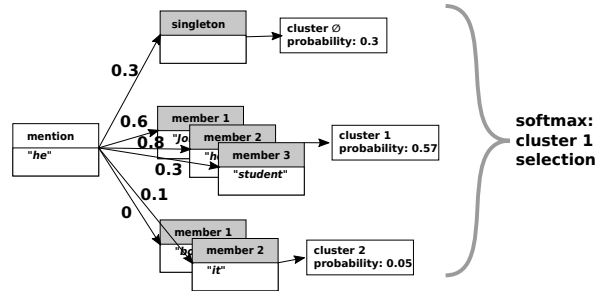 singleton
cluster ∅
probability: 0.3
0.3
mention
"he"
0.6
0.8
0.3
member 1
member 2
member 3
"student"
cluster 1
probability: 0.57
softmax:
cluster 1
selection
0.1
0
member 1
member 2
"it"
cluster 2
probability: 0.05